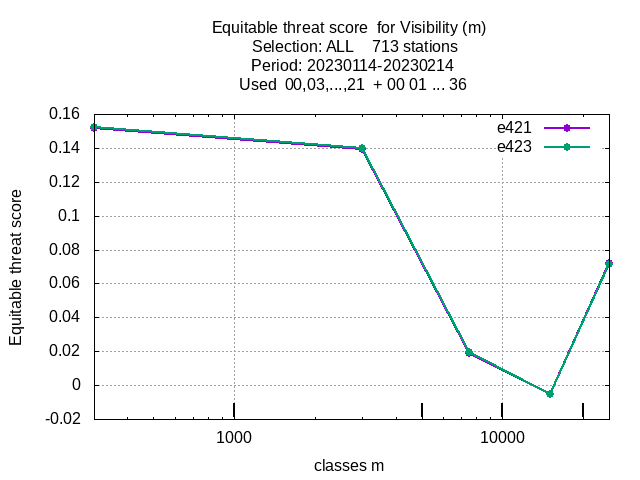 Equitable threat score  for Visibility (m)
Selection: ALL    713 stations
Period: 20230114-20230214
Used  00,03,...,21  + 00 01 ... 36
0.16
0.14
0.12
0.1
0.08
0.06
0.04
0.02
0
-0.02
Equitable threat score
e421
e423
1000
10000
classes m